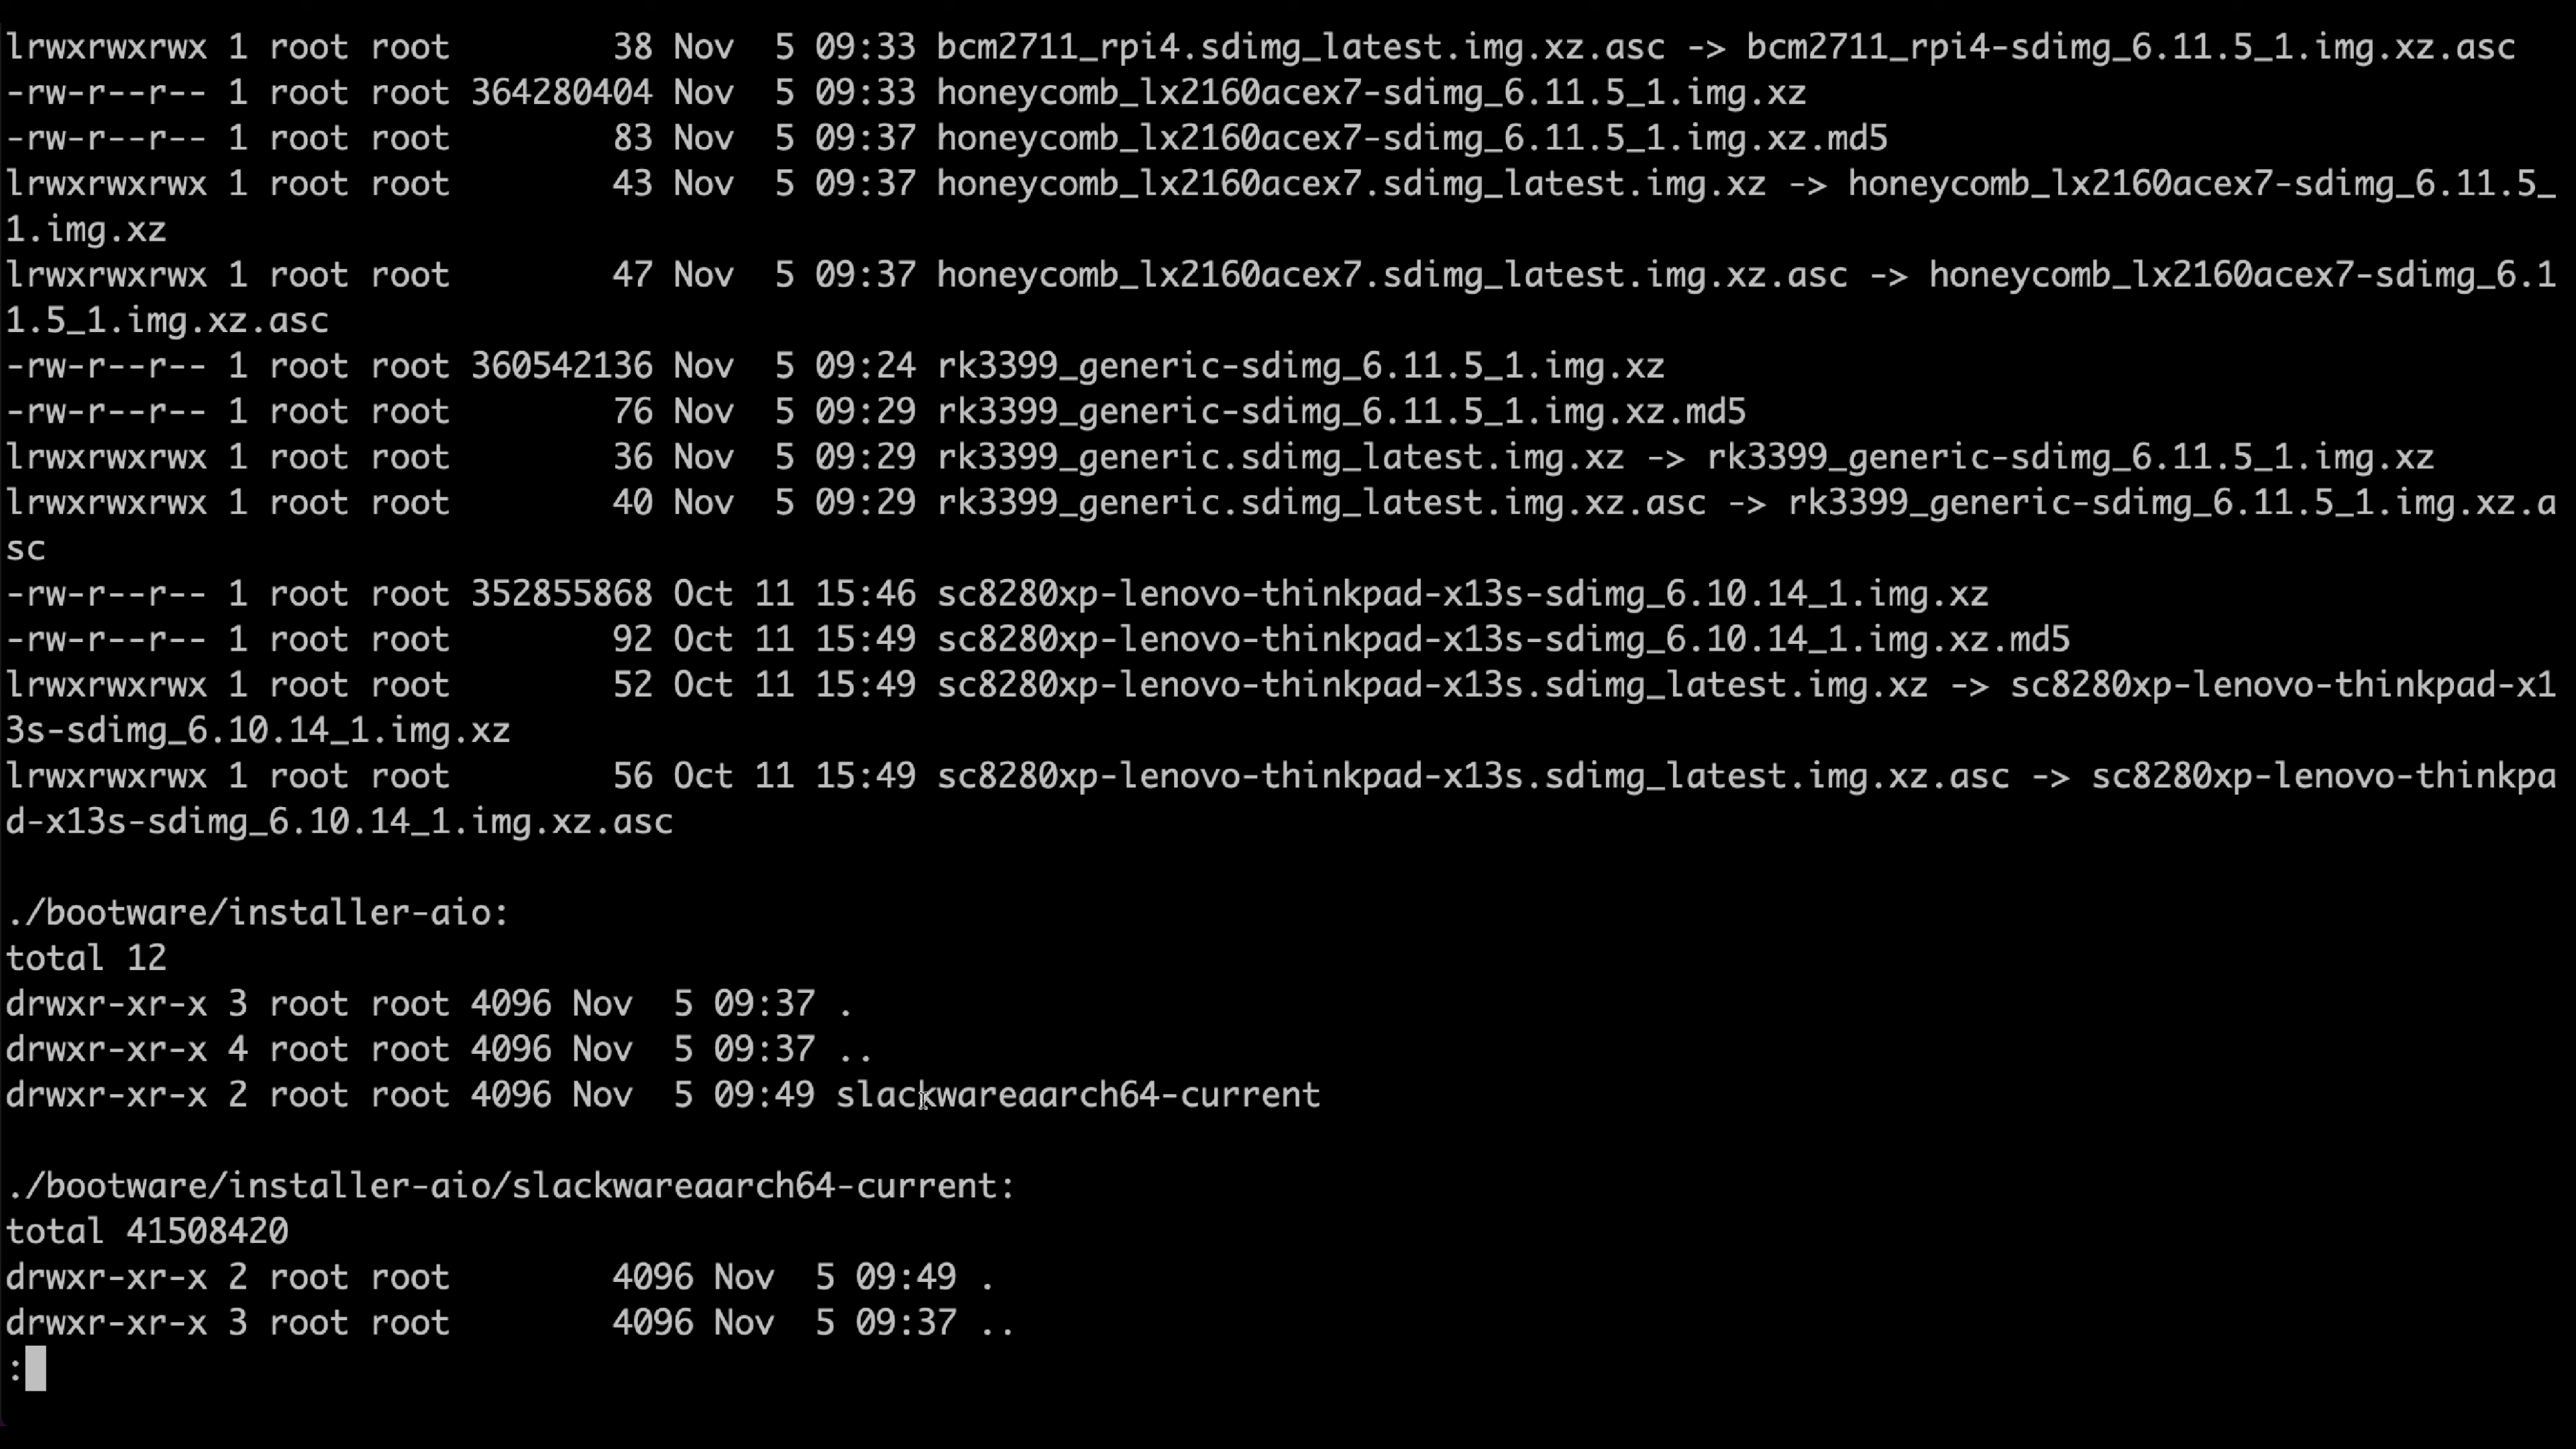 lrwxrwxrwx 1 root root        38 Nov  5 09:33 bcm2711_rpi4.sdimg_latest.img.xz.asc -> bcm2711_rpi4-sdimg_6.11.5_1.img.xz.asc
-rw-r--r-- 1 root root 364280404 Nov  5 09:33 honeycomb_lx2160acex7-sdimg_6.11.5_1.img.xz
-rw-r--r-- 1 root root        83 Nov  5 09:37 honeycomb_lx2160acex7-sdimg_6.11.5_1.img.xz.md5
lrwxrwxrwx 1 root root        43 Nov  5 09:37 honeycomb_lx2160acex7.sdimg_latest.img.xz -> honeycomb_lx2160acex7-sdimg_6.11.5_
1.img.xz
lrwxrwxrwx 1 root root        47 Nov  5 09:37 honeycomb_lx2160acex7.sdimg_latest.img.xz.asc -> honeycomb_lx2160acex7-sdimg_6.1
1.5_1.img.xz.asc
-rw-r--r-- 1 root root 360542136 Nov  5 09:24 rk3399_generic-sdimg_6.11.5_1.img.xz
-rw-r--r-- 1 root root        76 Nov  5 09:29 rk3399_generic-sdimg_6.11.5_1.img.xz.md5
lrwxrwxrwx 1 root root        36 Nov  5 09:29 rk3399_generic.sdimg_latest.img.xz -> rk3399_generic-sdimg_6.11.5_1.img.xz
lrwxrwxrwx 1 root root        40 Nov  5 09:29 rk3399_generic.sdimg_latest.img.xz.asc -> rk3399_generic-sdimg_6.11.5_1.img.xz.a
sc
-rw-r--r-- 1 root root 352855868 Oct 11 15:46 sc8280xp-lenovo-thinkpad-x13s-sdimg_6.10.14_1.img.xz
-rw-r--r-- 1 root root        92 Oct 11 15:49 sc8280xp-lenovo-thinkpad-x13s-sdimg_6.10.14_1.img.xz.md5
lrwxrwxrwx 1 root root        52 Oct 11 15:49 sc8280xp-lenovo-thinkpad-x13s.sdimg_latest.img.xz -> sc8280xp-lenovo-thinkpad-x1
3s-sdimg_6.10.14_1.img.xz
lrwxrwxrwx 1 root root        56 Oct 11 15:49 sc8280xp-lenovo-thinkpad-x13s.sdimg_latest.img.xz.asc -> sc8280xp-lenovo-thinkpa
d-x13s-sdimg_6.10.14_1.img.xz.asc
./bootware/installer-aio:
total 12
drwxr-xr-x 3 root root 4096 Nov  5 09:37 .
drwxr-xr-x 4 root root 4096 Nov  5 09:37 ..
drwxr-xr-x 2 root root 4096 Nov  5 09:49 slackwareaarch64-current
./bootware/installer-aio/slackwareaarch64-current:
total 41508420
drwxr-xr-x 2 root root        4096 Nov  5 09:49 .
drwxr-xr-x 3 root root        4096 Nov  5 09:37 ..
: